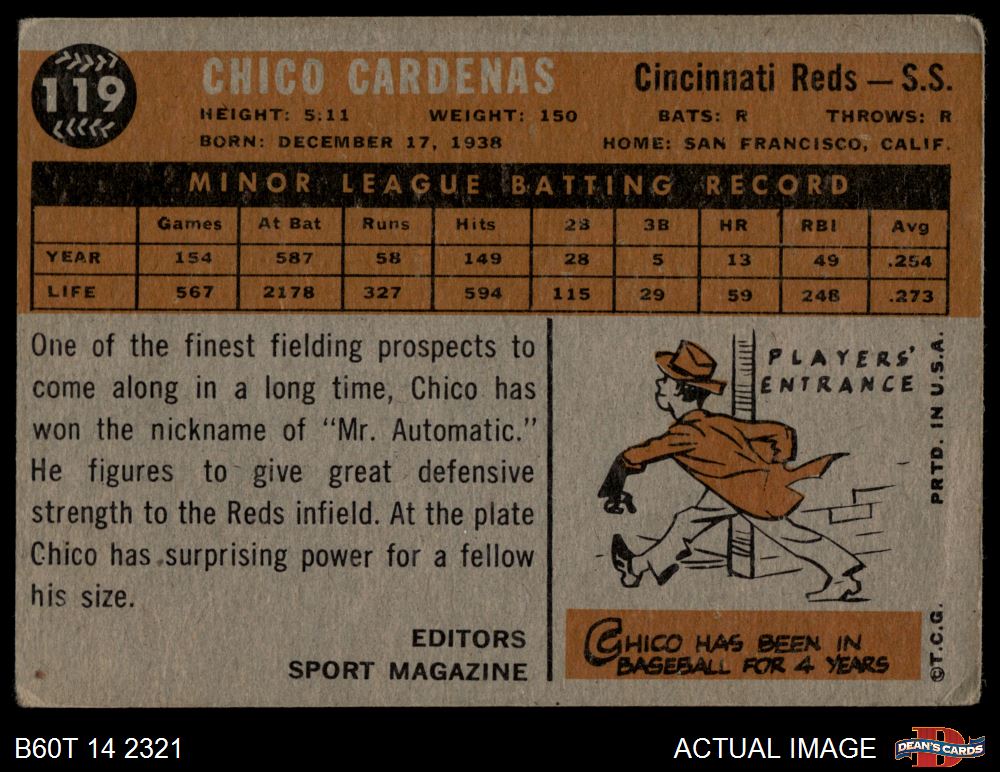 119
CHICO CARDENAS
Cincinnati Reds — S.S.
HEIGHT: 5:11 WEIGHT: 150 BATS: R THROWS: R
BORN: DECEMBER 17, 1938 HOME: SAN FRANCISCO, CALIF.
MINOR LEAGUE BATTING RECORD
Games At Bat Runs Hits 2B 3B HR RBI Avg
YEAR 154 587 58 149 28 5 13 49 .254
LIFE 567 2178 327 594 115 29 59 248 .273
One of the finest fielding prospects to
come along in a long time, Chico has
won the nickname of “Mr. Automatic.”
He figures to give great defensive
strength to the Reds infield. At the plate
Chico has surprising power for a fellow
his size.
EDITORS
SPORT MAGAZINE
PLAYERS'
ENTRANCE
CHICO HAS BEEN IN
BASEBALL FOR 4 YEARS
PRTD. IN U.S.A.
©T.C.G.
B60T 14 2321
ACTUAL IMAGE
D
DEAN'S CARDS